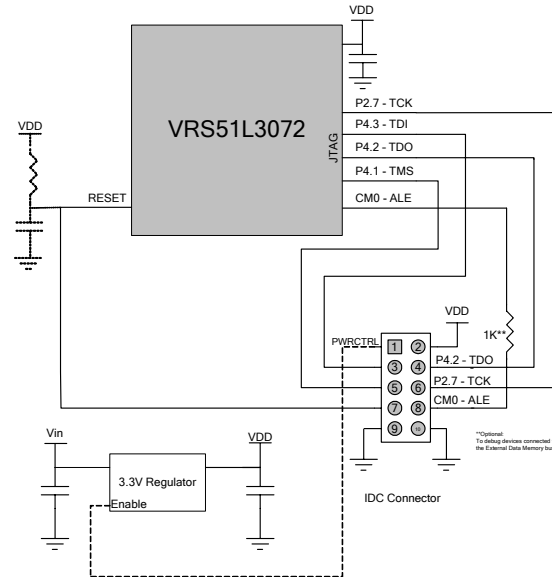 VDD
VRS51L3072
JTAG
P2.7 - TCK
P4.3 - TDI
P4.2 - TDO
P4.1 - TMS
CM0 - ALE
VDD
RESET
VDD
1K**
PWRCTRL
1 2
3 4
5 6
7 8
9 10
P4.2 - TDO
P2.7 - TCK
CM0 - ALE
**Optional:
To debug devices connected
the External Data Memory bu
IDC Connector
Vin
VDD
3.3V Regulator
Enable